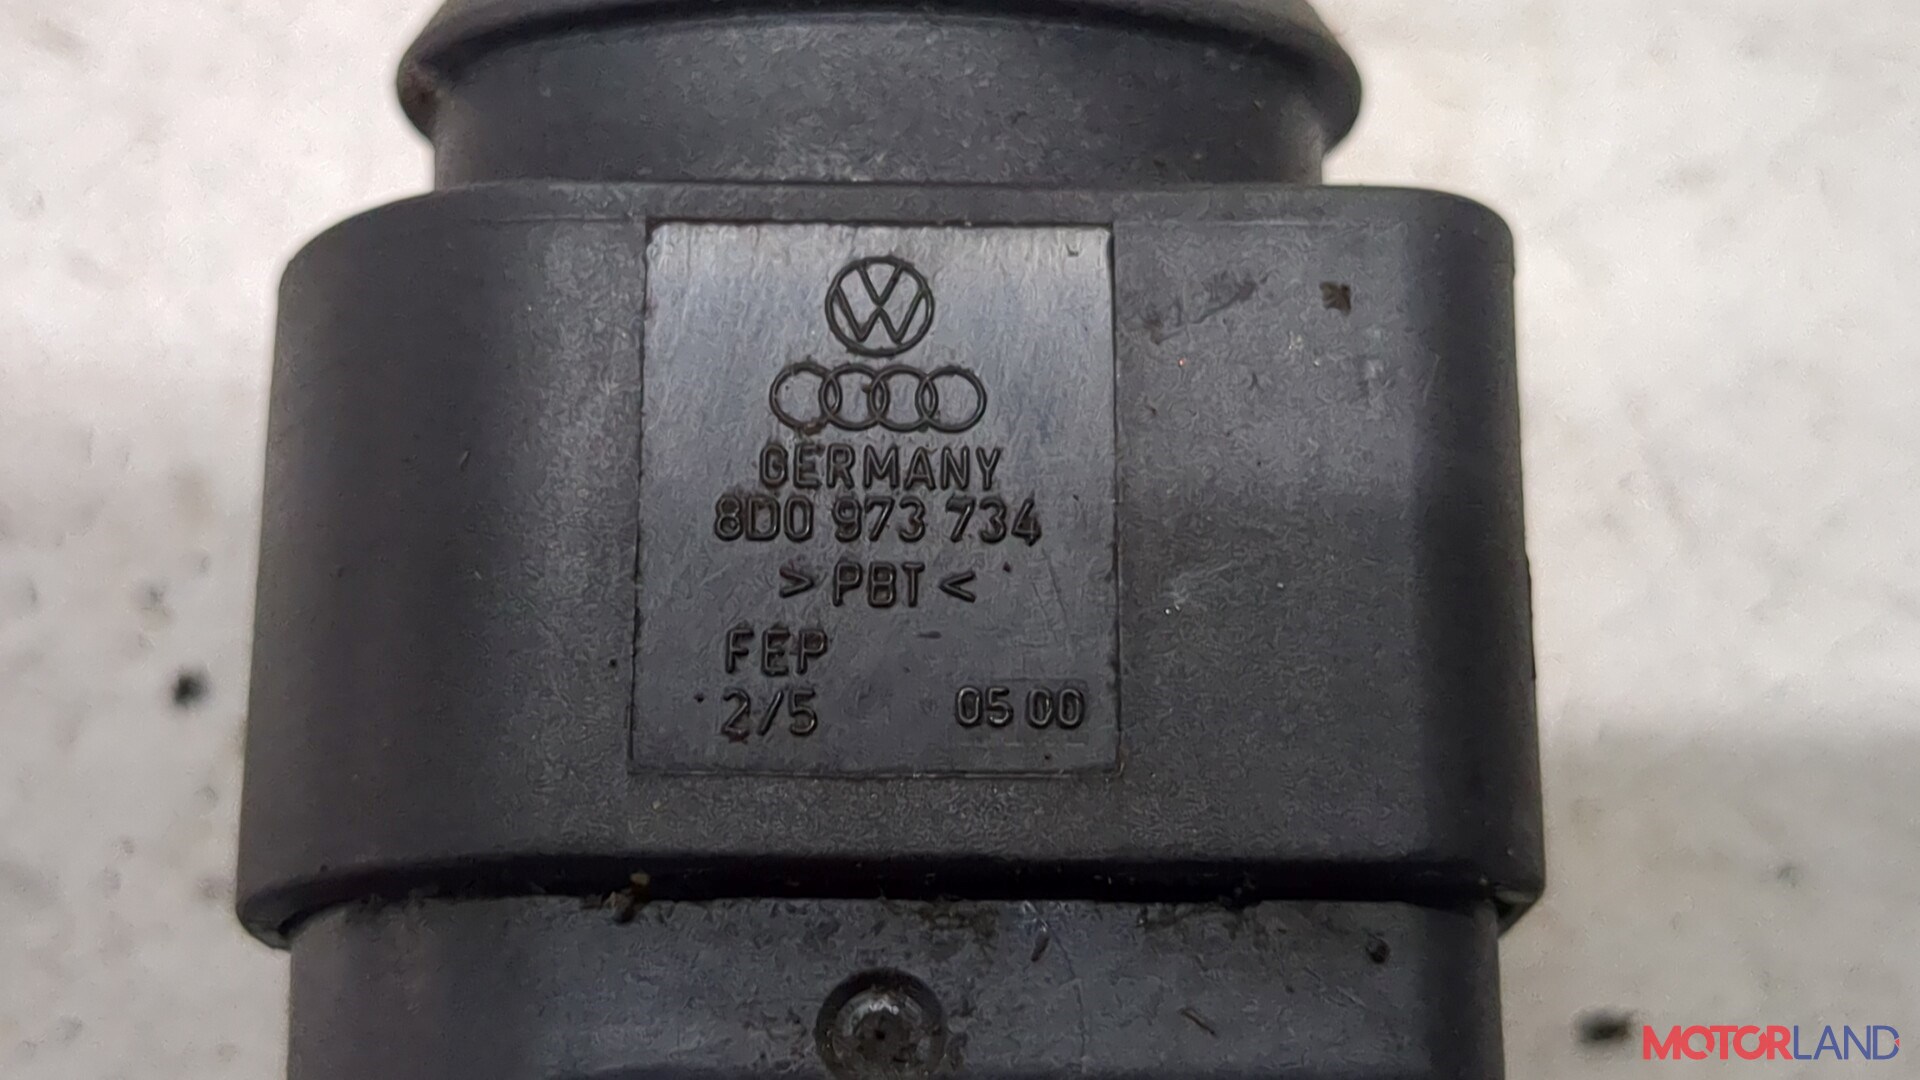 GERMANY
8D0 973 734
>PBT<
FEP
2/5 05 00
MOTORLAND